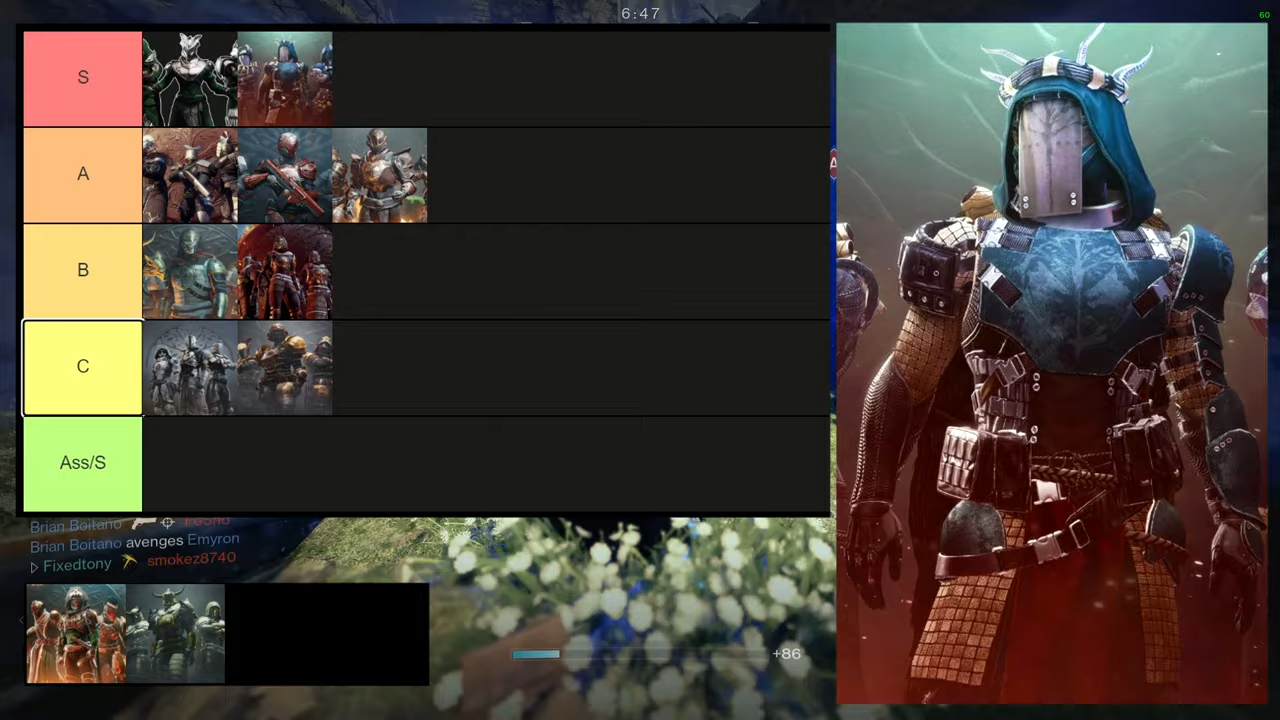 6:47
60
S
A
B
C
Ass/S
Brian Boitano
Brian Boitano avenges Emyron
Fixedtony smokez8740
+86